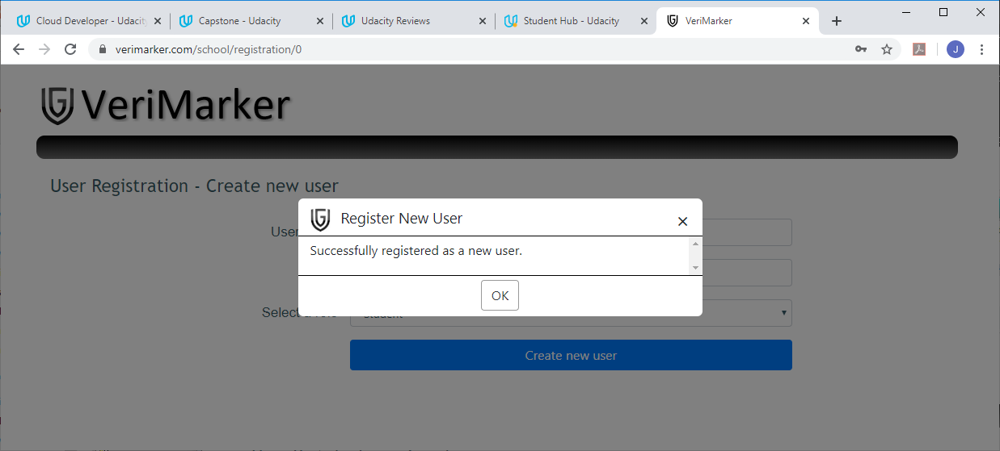 Cloud Developer - Udacity
Capstone - Udacity
Udacity Reviews
Student Hub - Udacity
VeriMarker
verimarker.com/school/registration/0
J
VeriMarker
User Registration - Create new user
Register New User
User
Successfully registered as a new user.
OK
Select a role
Student
Create new user